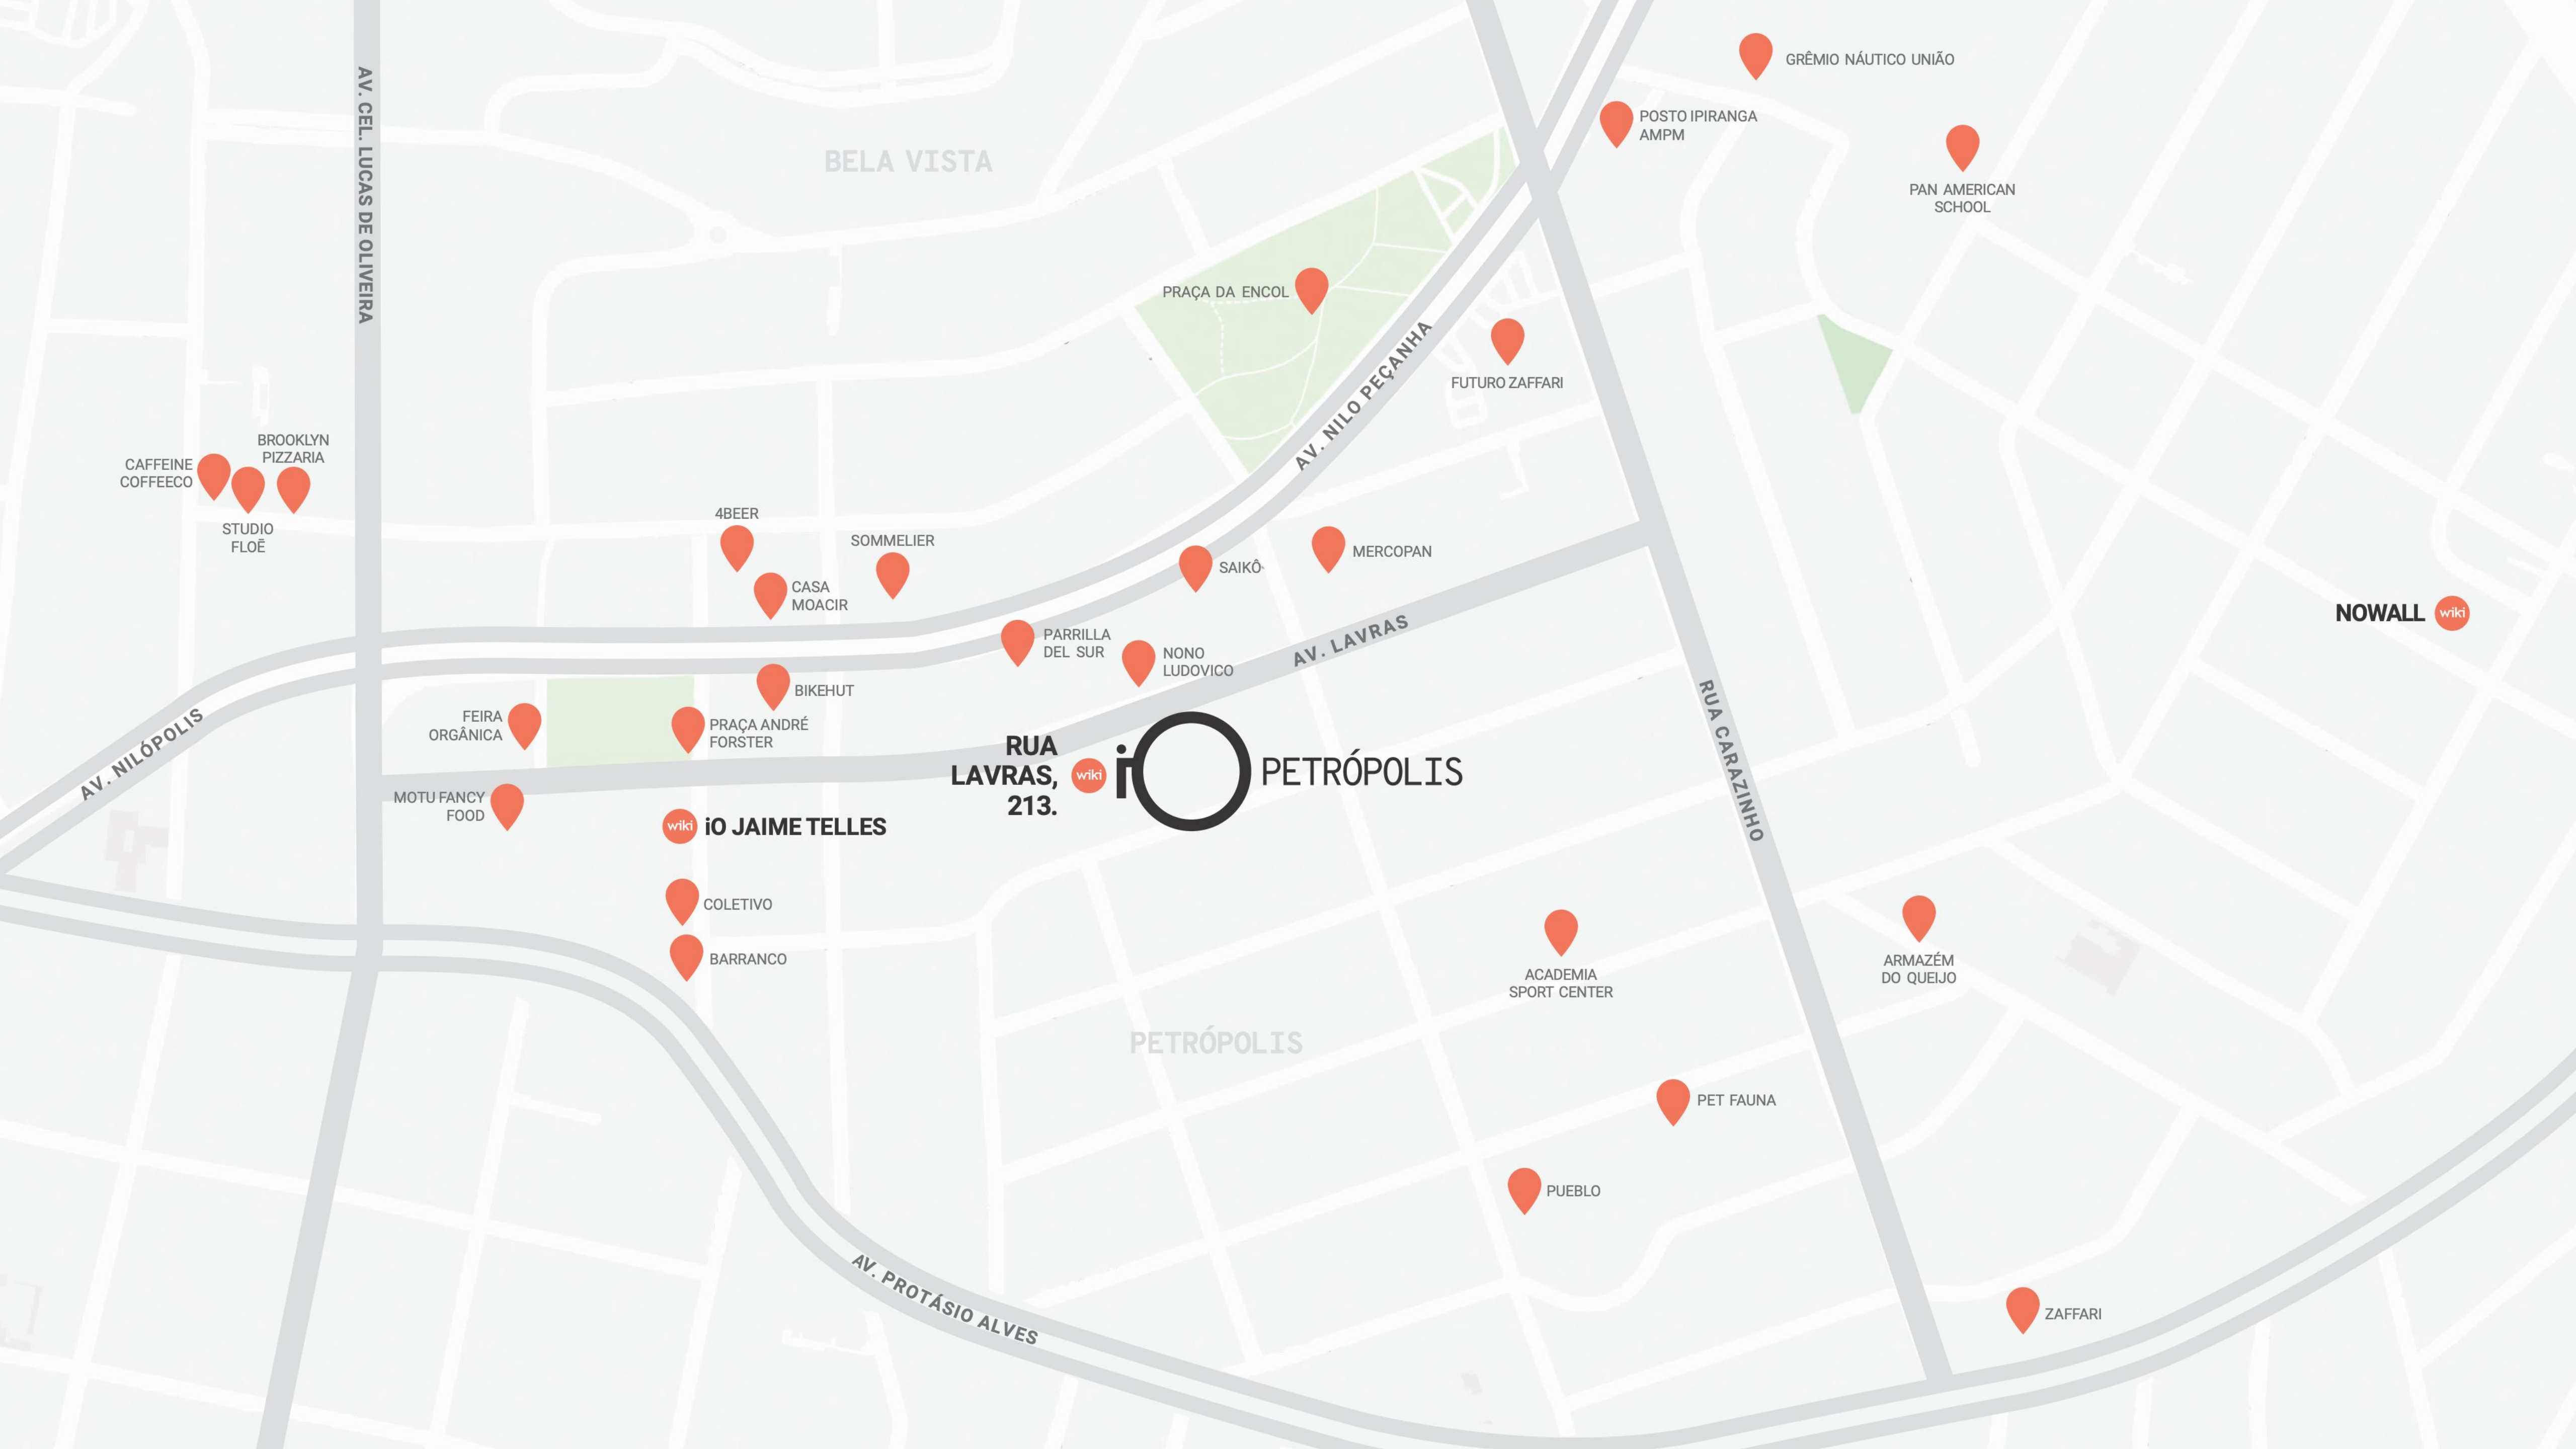 GRÊMIO NÁUTICO UNIÃO
AV. CEL. LUCAS DE OLIVEIRA
POSTO IPIRANGA
AMPM
BELA VISTA
PAN AMERICAN
SCHOOL
PRAÇA DA ENCOL
AV. NILO PEÇANHA
FUTURO ZAFFARI
BROOKLYN
PIZZARIA
CAFFEINE
COFFEECO
STUDIO
FLOÊ
4BEER
SOMMELIER
CASA
MOACIR
SAIKÔ
MERCOPAN
NOWALL wiki
PARRILLA
DEL SUR
NONO
LUDOVICO
AV. LAVRAS
BIKEHUT
FEIRA
ORGÂNICA
PRAÇA ANDRÉ
FORSTER
AV. NILÓPOLIS
RUA
LAVRAS,
213.
wiki iO PETRÓPOLIS
RUA CARAZINHO
MOTU FANCY
FOOD
wiki iO JAIME TELLES
COLETIVO
BARRANCO
ACADEMIA
SPORT CENTER
ARMAZÉM
DO QUEIJO
PETRÓPOLIS
PET FAUNA
PUEBLO
AV. PROTÁSIO ALVES
ZAFFARI